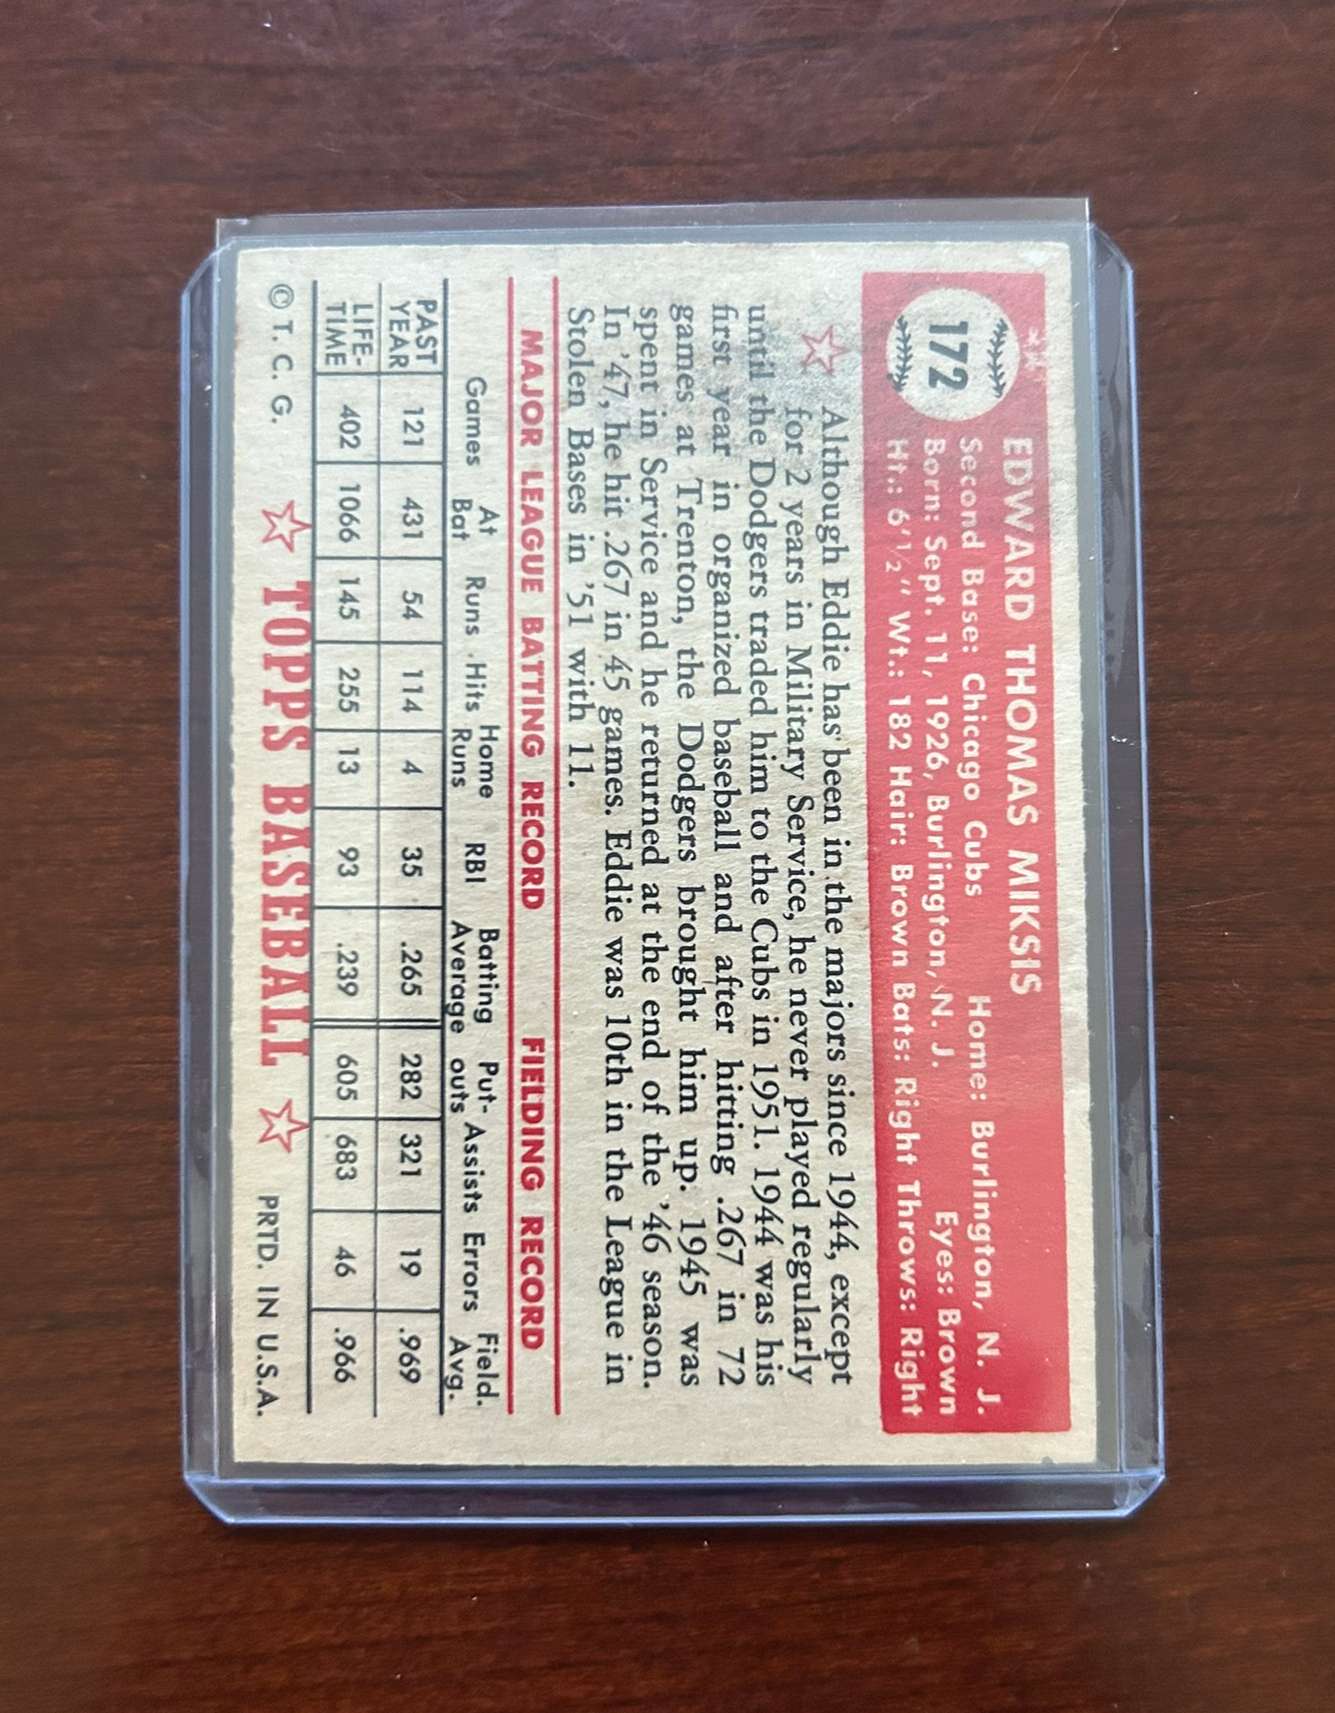 172
EDWARD THOMAS MIKSIS
Second Base: Chicago Cubs Home: Burlington, N. J.
Born: Sept. 11, 1926, Burlington, N. J. Eyes: Brown
Ht.: 6'½" Wt.: 182 Hair: Brown Bats: Right Throws: Right
Although Eddie has been in the majors since 1944, except
for 2 years in Military Service, he never played regularly
until the Dodgers traded him to the Cubs in 1951. 1944 was his
first year in organized baseball and after hitting .267 in 72
games at Trenton, the Dodgers brought him up. 1945 was
spent in Service and he returned at the end of the '46 season.
In '47, he hit .267 in 45 games. Eddie was 10th in the League in
Stolen Bases in '51 with 11.
MAJOR LEAGUE BATTING RECORD FIELDING RECORD
Games At Bat Runs Hits Home Runs RBI Batting Average Put-outs Assists Errors Field. Avg.
PAST YEAR 121 431 54 114 4 35 .265 282 321 19 .969
LIFE-TIME 402 1066 145 255 13 93 .239 605 683 46 .966
© T. C. G. TOPPS BASEBALL PRTD. IN U.S.A.